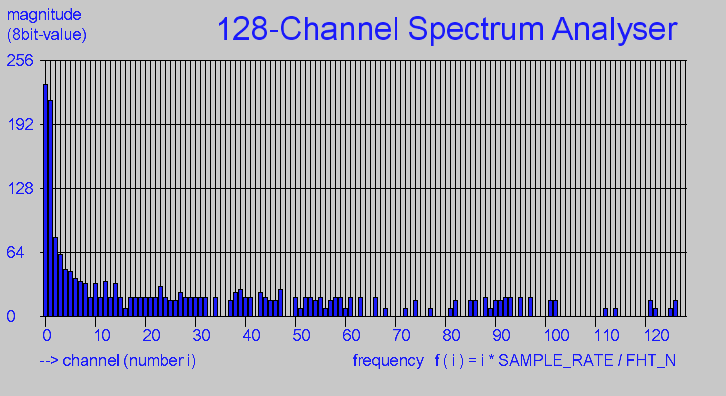 magnitude
(8bit-value)
128-Channel Spectrum Analyser
256
192
128
64
0
0 10 20 30 40 50 60 70 80 90 100 110 120
--> channel (number i)
frequency f ( i ) = i * SAMPLE_RATE / FHT_N